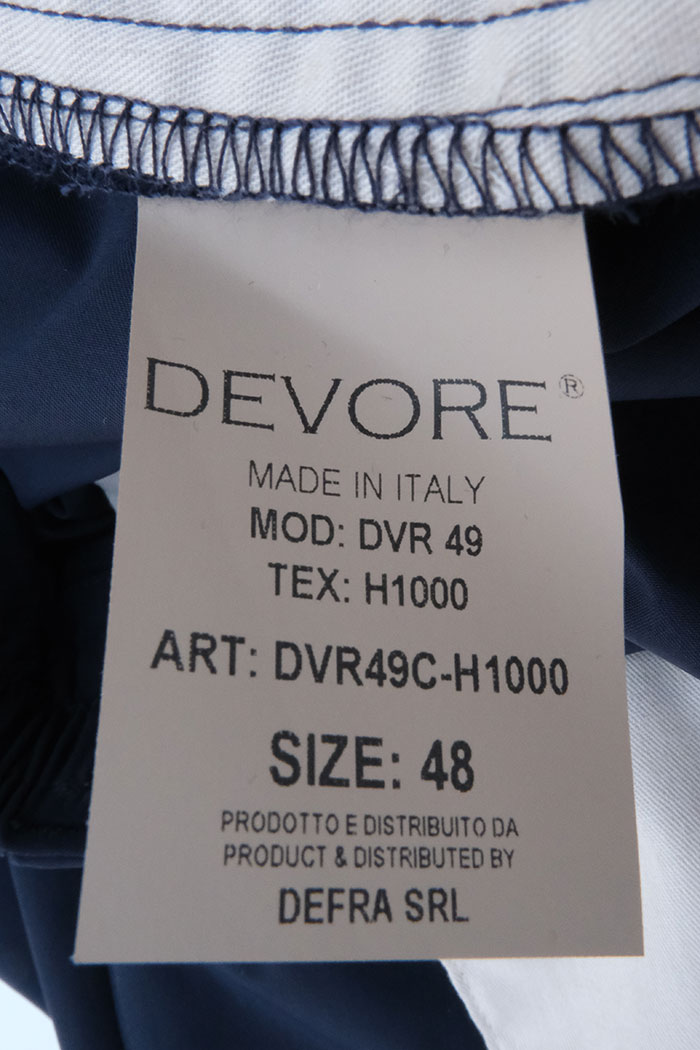 DEVORE®
MADE IN ITALY
MOD: DVR 49
TEX: H1000
ART: DVR49C-H1000
SIZE: 48
PRODOTTO E DISTRIBUITO DA
PRODUCT & DISTRIBUTED BY
DEFRA SRL